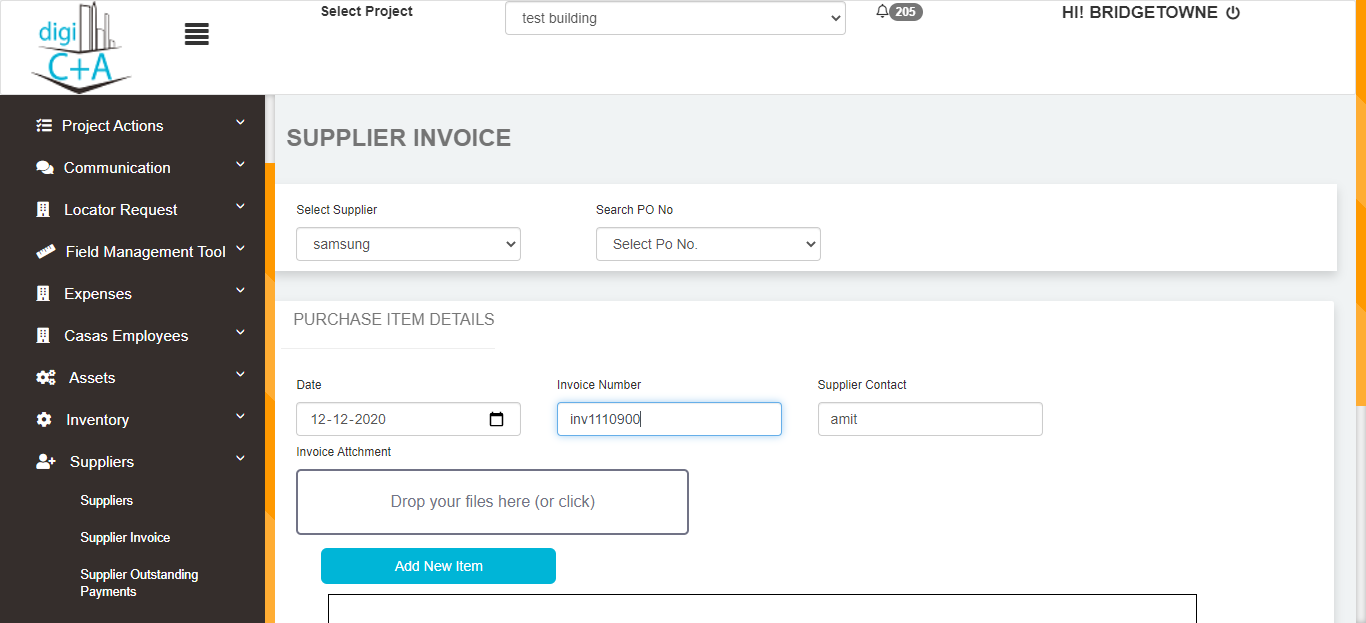 digi
C+A
Select Project
test building
205
HI! BRIDGETOWNE
Project Actions
Communication
Locator Request
Field Management Tool
Expenses
Casas Employees
Assets
Inventory
Suppliers
Suppliers
Supplier Invoice
Supplier Outstanding
Payments
SUPPLIER INVOICE
Select Supplier
Search PO No
samsung
Select Po No.
PURCHASE ITEM DETAILS
Date
Invoice Number
Supplier Contact
12-12-2020
inv1110900
amit
Invoice Attchment
Drop your files here (or click)
Add New Item